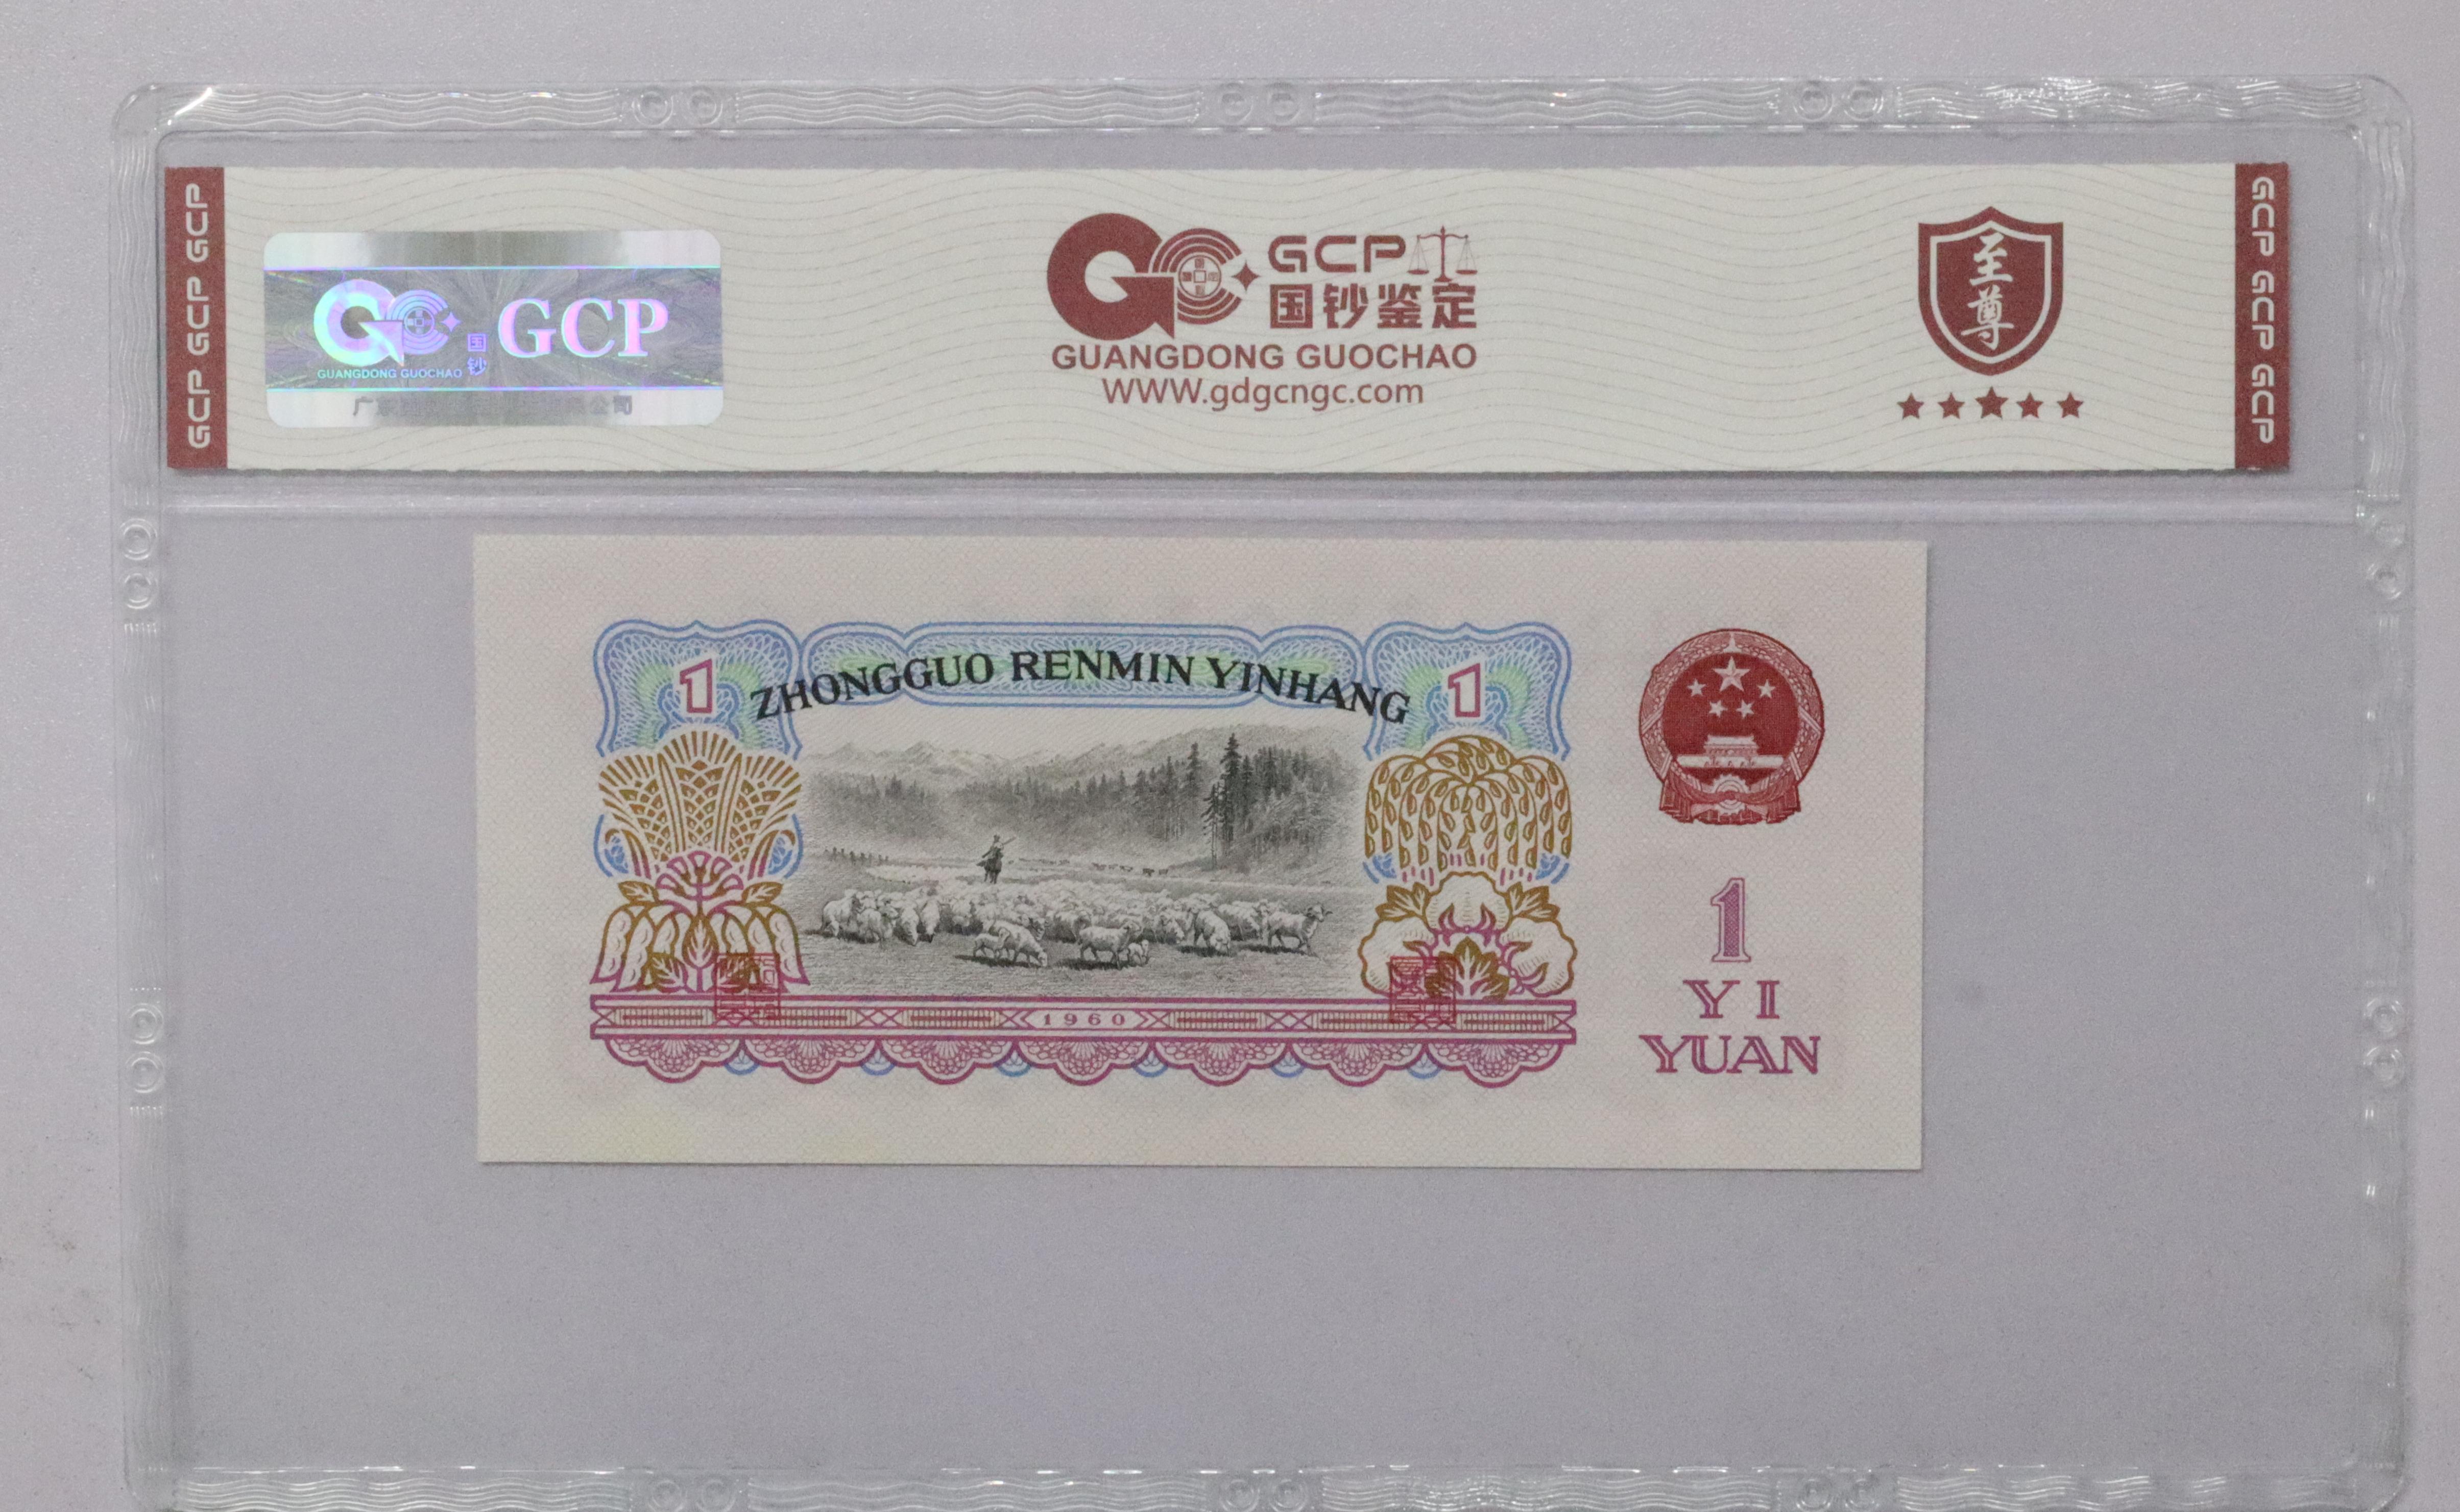 GCP GCP GCP
GCP
国钞
GUANGDONG GUOCHAO
GCP
国钞鉴定
GUANGDONG GUOCHAO
WWW.gdgcngc.com
至尊
GCP GCP GCP
1
ZHONGGUO RENMIN YINHANG
1
1960
1
YI
YUAN